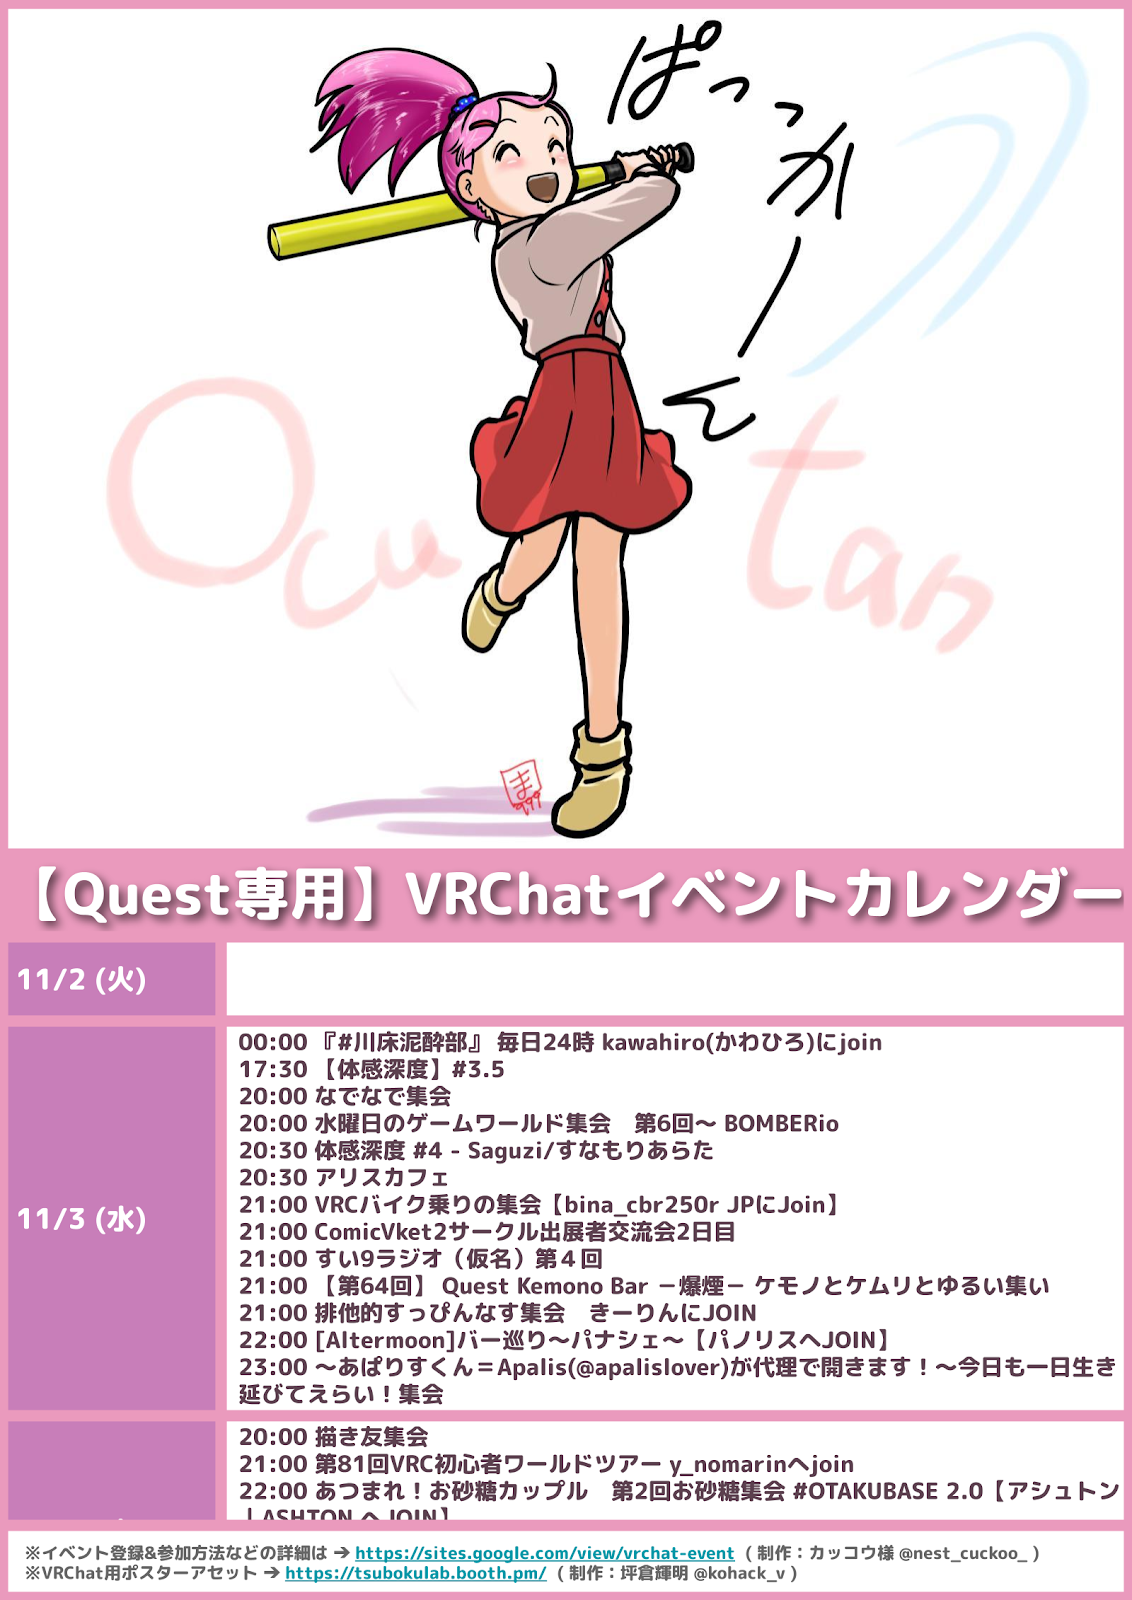 ぱっっかーん
Ocu tan
ま
999
【Quest専用】VRChatイベントカレンダー
11/2 (火)
11/3 (水)
00:00 『#川床泥酔部』 毎日24時 kawahiro(かわひろ)にjoin
17:30 【体感深度】#3.5
20:00 なでなで集会
20:00 水曜日のゲームワールド集会　第6回～ BOMBERio
20:30 体感深度 #4 - Saguzi/すなもりあらた
20:30 アリスカフェ
21:00 VRCバイク乗りの集会【bina_cbr250r JPにJoin】
21:00 ComicVket2サークル出展者交流会2日目
21:00 すい9ラジオ（仮名）第４回
21:00 【第64回】 Quest Kemono Bar －爆煙－ ケモノとケムリとゆるい集い
21:00 排他的すっぴんなす集会　きーりんにJOIN
22:00 [Altermoon]バー巡り～パナシェ～【パノリスへJOIN】
23:00 ～あぱりすくん＝Apalis(@apalislover)が代理で開きます！～今日も一日生き
延びてえらい！集会
20:00 描き友集会
21:00 第81回VRC初心者ワールドツアー y_nomarinへjoin
22:00 あつまれ！お砂糖カップル　第2回お砂糖集会 #OTAKUBASE 2.0【アシュトン
| ASHTON へ JOIN】
※イベント登録&参加方法などの詳細は ➔ https://sites.google.com/view/vrchat-event ( 制作：カッコウ様 @nest_cuckoo_ )
※VRChat用ポスターアセット ➔ https://tsubokulab.booth.pm/ ( 制作：坪倉輝明 @kohack_v )